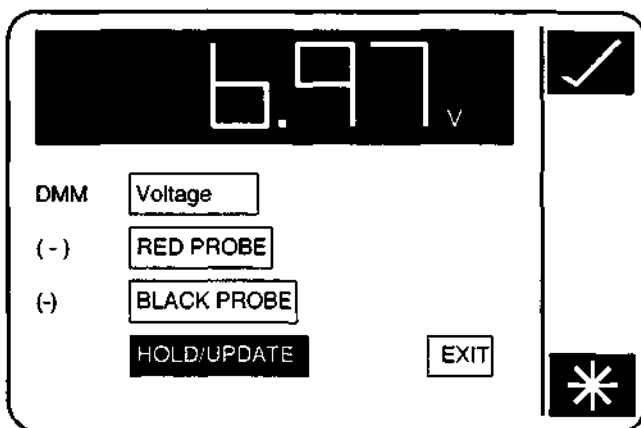 6.97 V
DMM Voltage
( - ) RED PROBE
(-) BLACK PROBE
HOLD/UPDATE EXIT